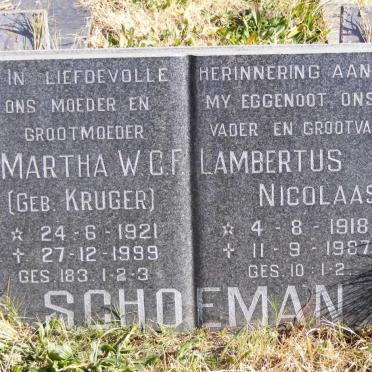 IN LIEFDEVOLLE
ONS MOEDER EN
GROOTMOEDER
MARTHA W.C.F.
(GEB. KRUGER)
☆ 24-6-1921
✝ 27-12-1999
GES. 183:1-2-3
HERINNERING AAN
MY EGGENOOT ONS
VADER EN GROOTVA
LAMBERTUS
NICOLAAS
☆ 4-8-1918
✝ 11-9-1987
GES. 10:1-2
SCHOEMAN